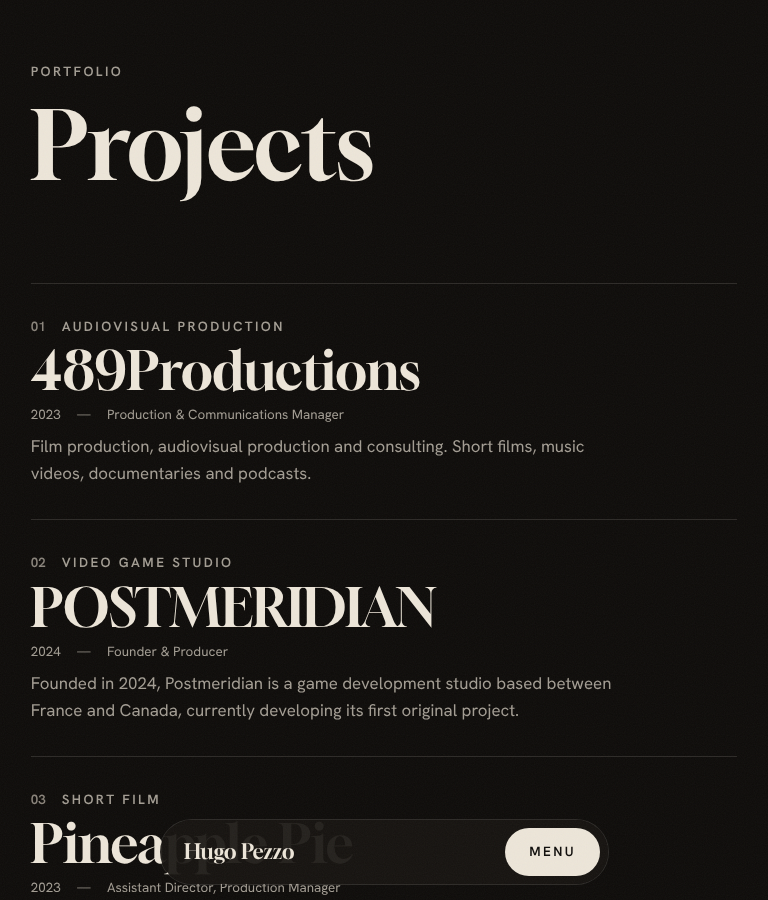 PORTFOLIO
Projects
01 AUDIOVISUAL PRODUCTION
489Productions
2023 — Production & Communications Manager
Film production, audiovisual production and consulting. Short films, music
videos, documentaries and podcasts.
02 VIDEO GAME STUDIO
POSTMERIDIAN
2024 — Founder & Producer
Founded in 2024, Postmeridian is a game development studio based between
France and Canada, currently developing its first original project.
03 SHORT FILM
Pineapple Pie
Hugo Pezzo
MENU
2023 — Assistant Director, Production Manager